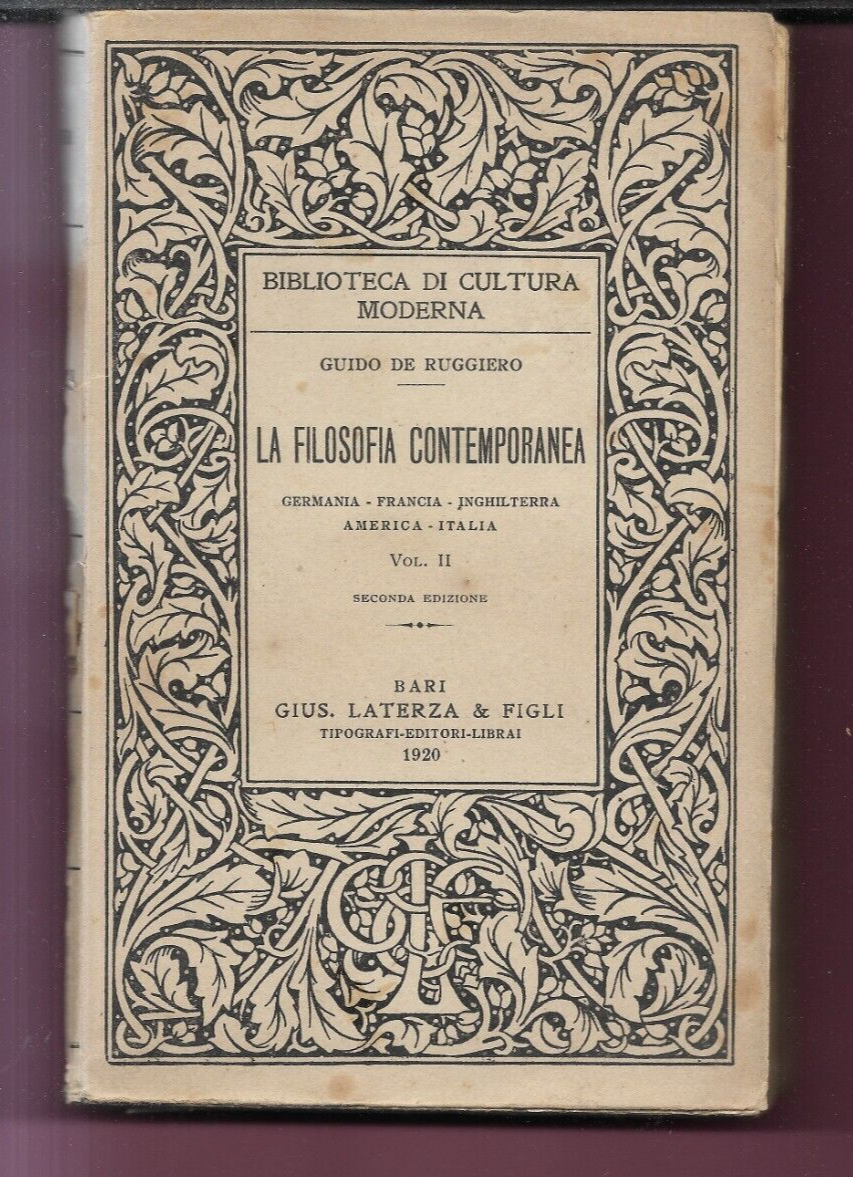 BIBLIOTECA DI CULTURA
MODERNA
GUIDO DE RUGGIERO
LA FILOSOFIA CONTEMPORANEA
GERMANIA - FRANCIA - INGHILTERRA
AMERICA - ITALIA
VOL. II
SECONDA EDIZIONE
BARI
GIUS. LATERZA & FIGLI
TIPOGRAFI-EDITORI-LIBRAI
1920